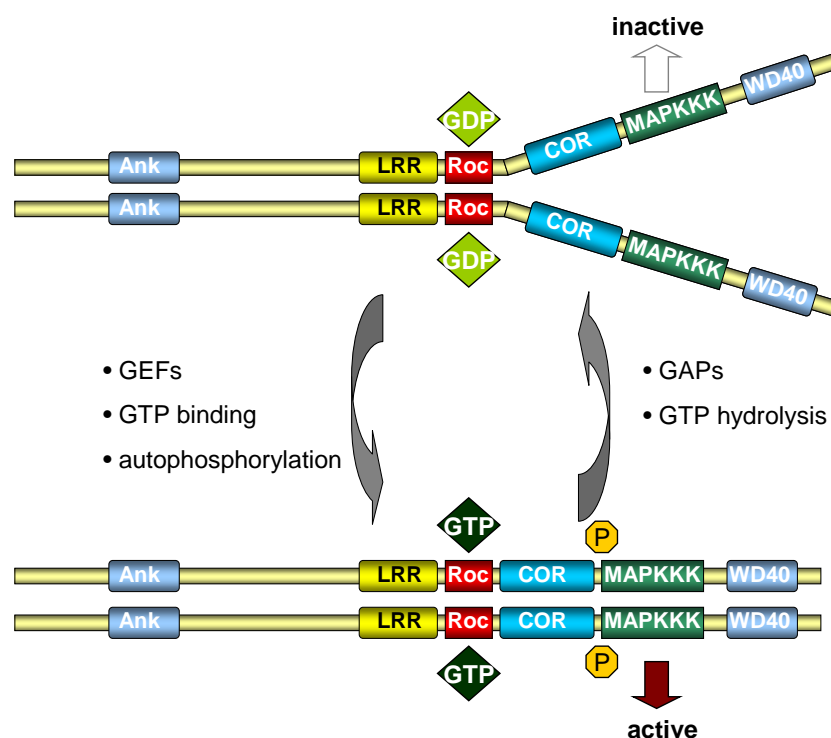 inactive
GDP
Ank LRR Roc COR MAPKKK WD40
Ank LRR Roc COR MAPKKK WD40
GDP
• GEFs
• GTP binding
• autophosphorylation
• GAPs
• GTP hydrolysis
GTP P
Ank LRR Roc COR MAPKKK WD40
Ank LRR Roc COR MAPKKK WD40
GTP P
active